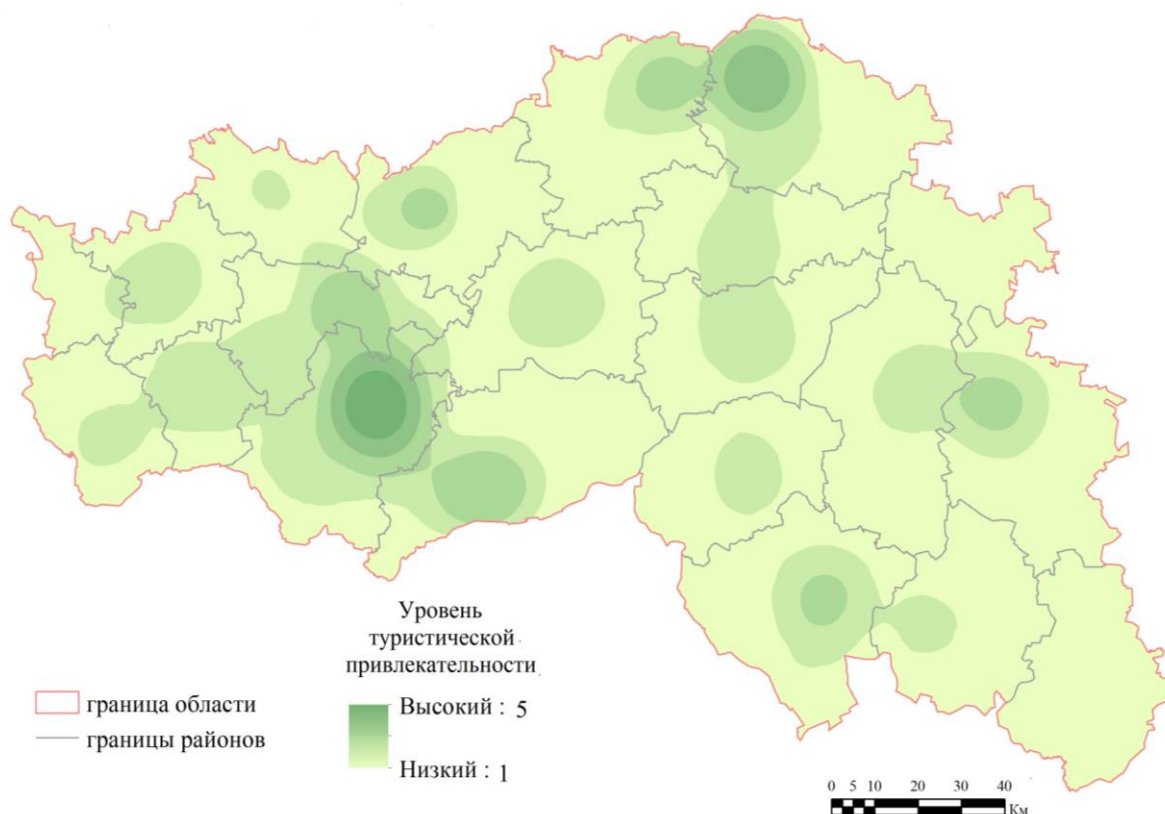 Уровень
туристической
привлекательности
Высокий : 5
Низкий : 1
граница области
границы районов
0 5 10 20 30 40
Км